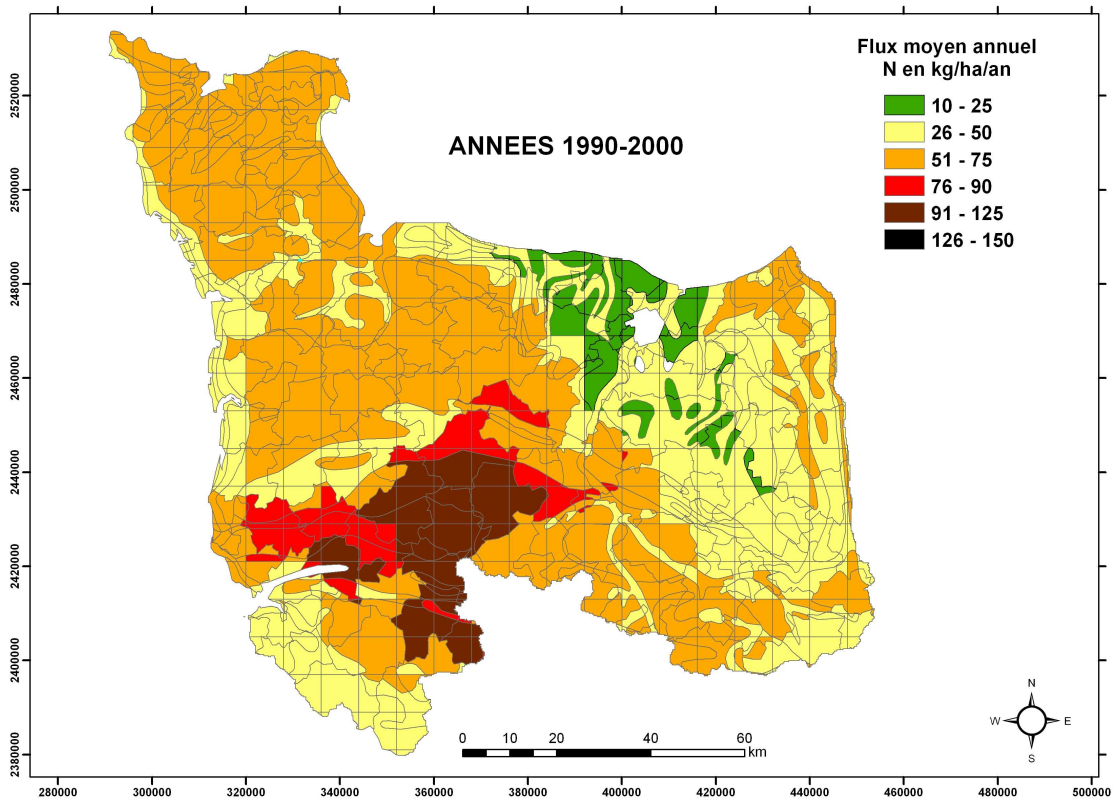 Flux moyen annuel
N en kg/ha/an
10 - 25
26 - 50
51 - 75
76 - 90
91 - 125
126 - 150
ANNEES 1990-2000
2520000
2500000
2480000
2460000
2440000
2420000
2400000
2380000
N
W E
S
0 10 20 40 60
km
280000 300000 320000 340000 360000 380000 400000 420000 440000 460000 480000 500000